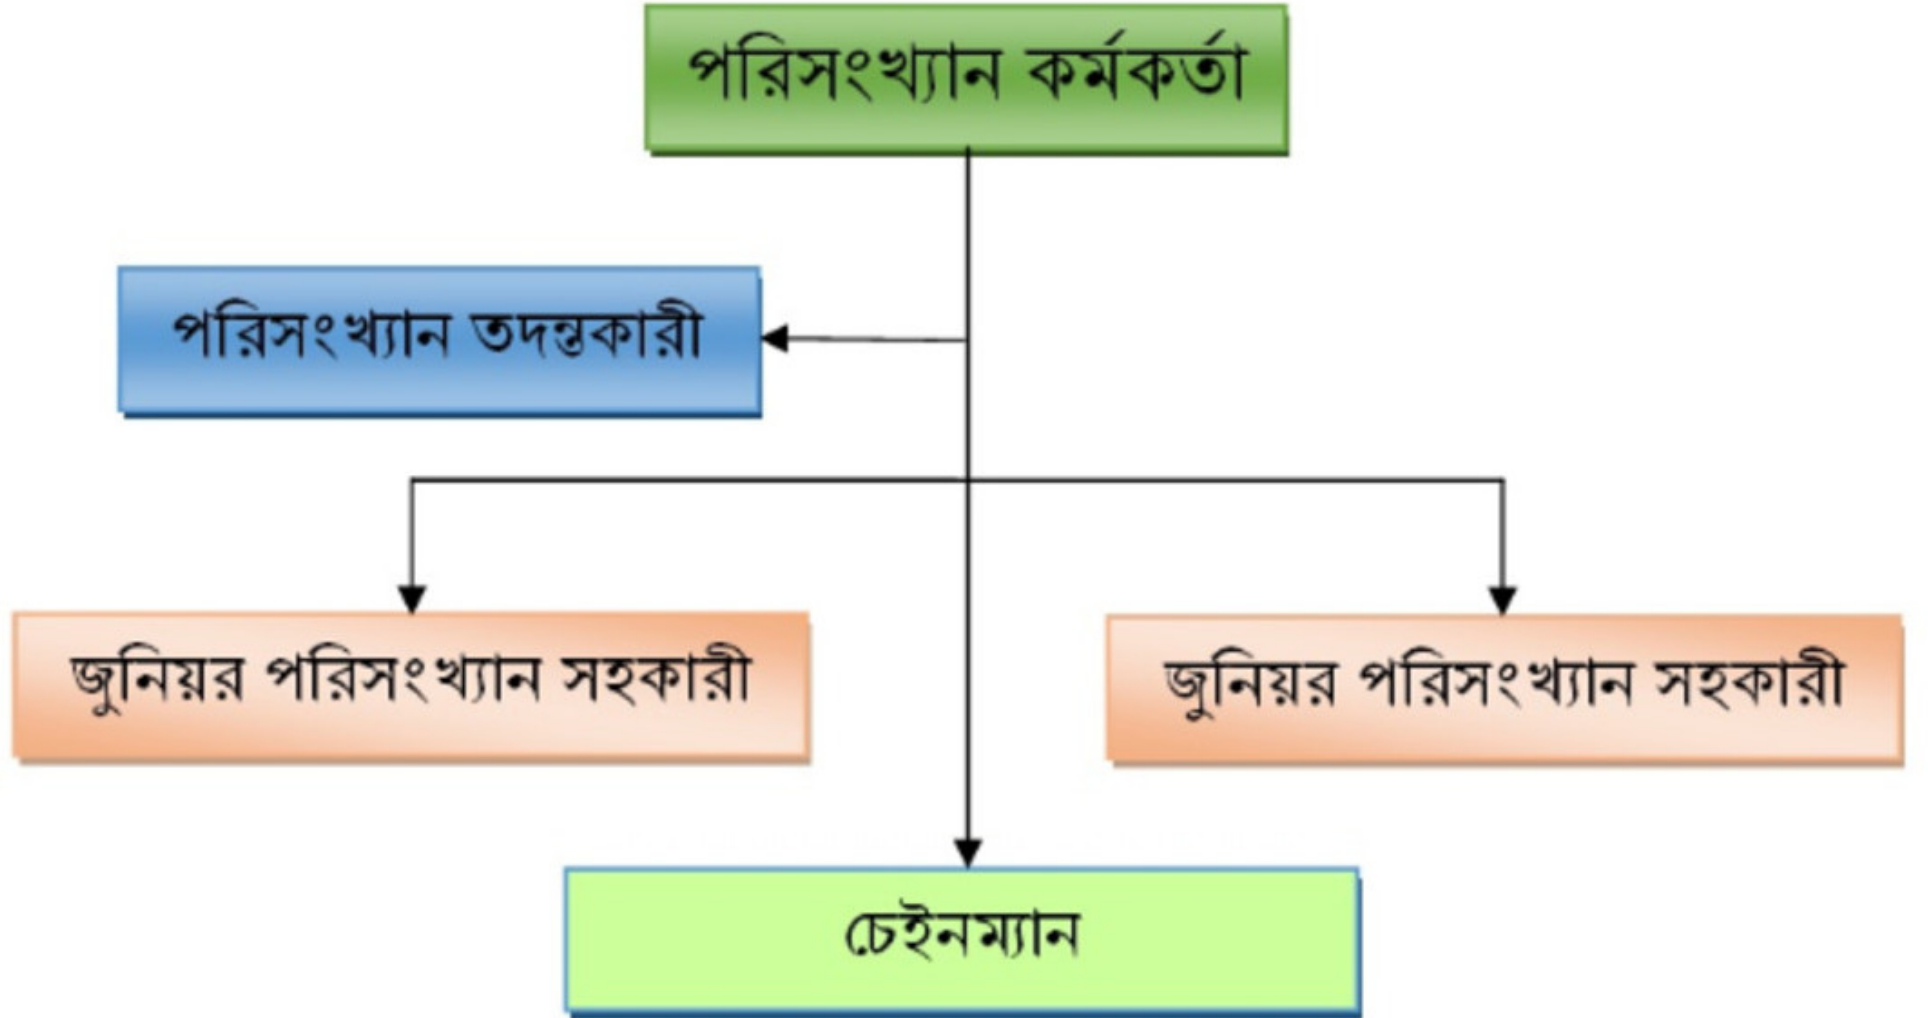 পরিসংখ্যান কর্মকর্তা
পরিসংখ্যান তদন্তকারী
জুনিয়র পরিসংখ্যান সহকারী
জুনিয়র পরিসংখ্যান সহকারী
চেইনম্যান